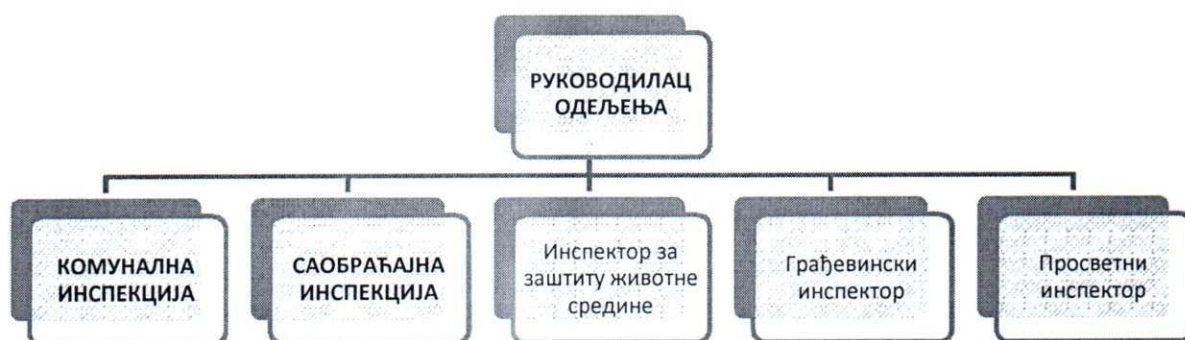 РУКОВОДИЛАЦ
ОДЕЉЕЊА
КОМУНАЛНА
ИНСПЕКЦИЈА
САОБРАЋАЈНА
ИНСПЕКЦИЈА
Инспектор за
заштиту животне
средине
Грађевински
инспектор
Просветни
инспектор